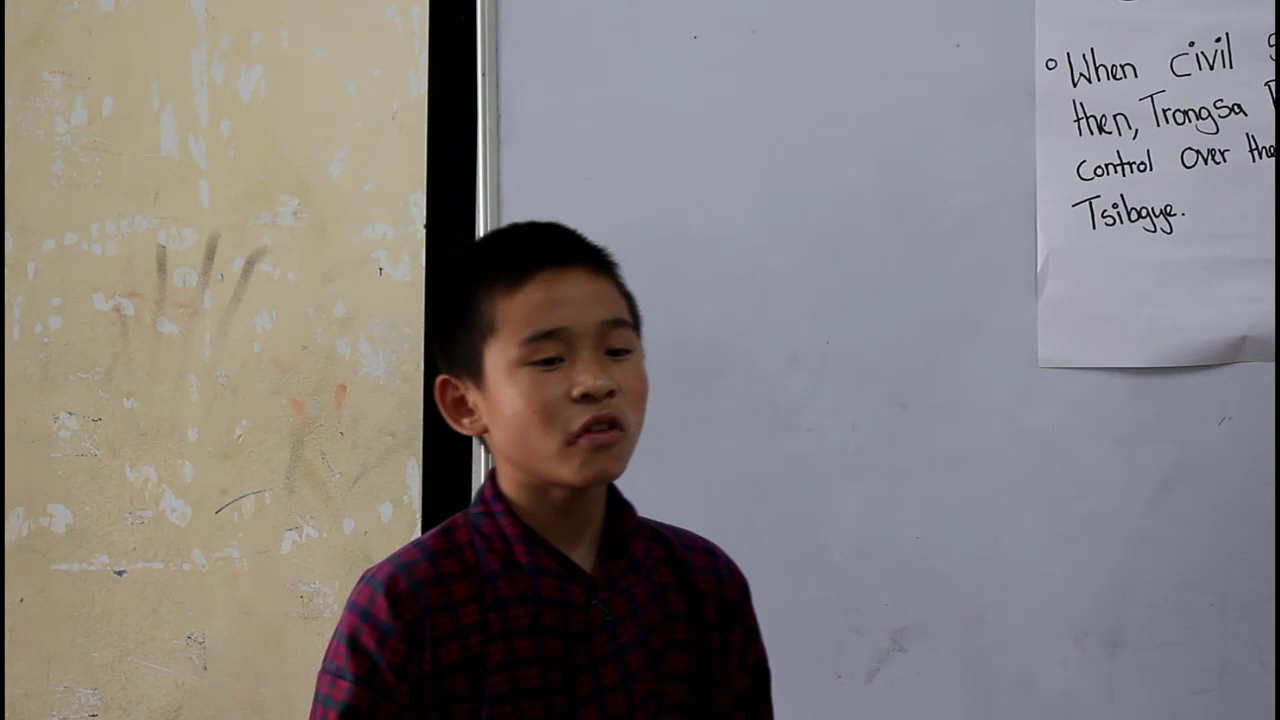 When civil
then, Trongsa
control over the
Tsibgye.